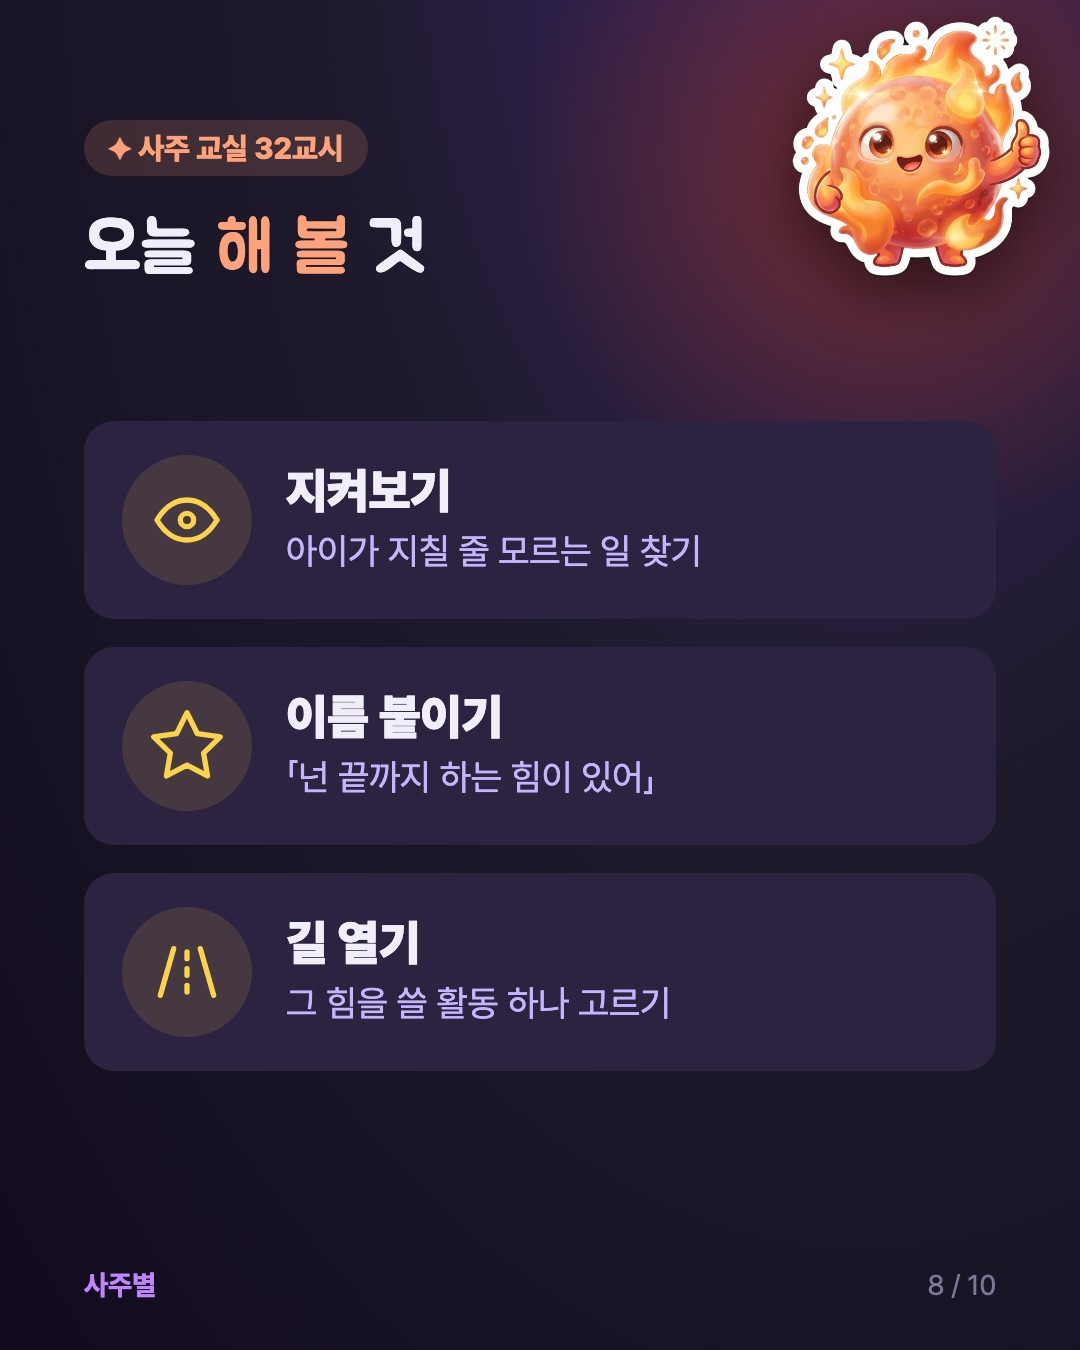 ✦ 사주 교실 32교시
오늘 해 볼 것
지켜보기
아이가 지칠 줄 모르는 일 찾기
이름 붙이기
「넌 끝까지 하는 힘이 있어」
길 열기
그 힘을 쓸 활동 하나 고르기
사주별
8 / 10